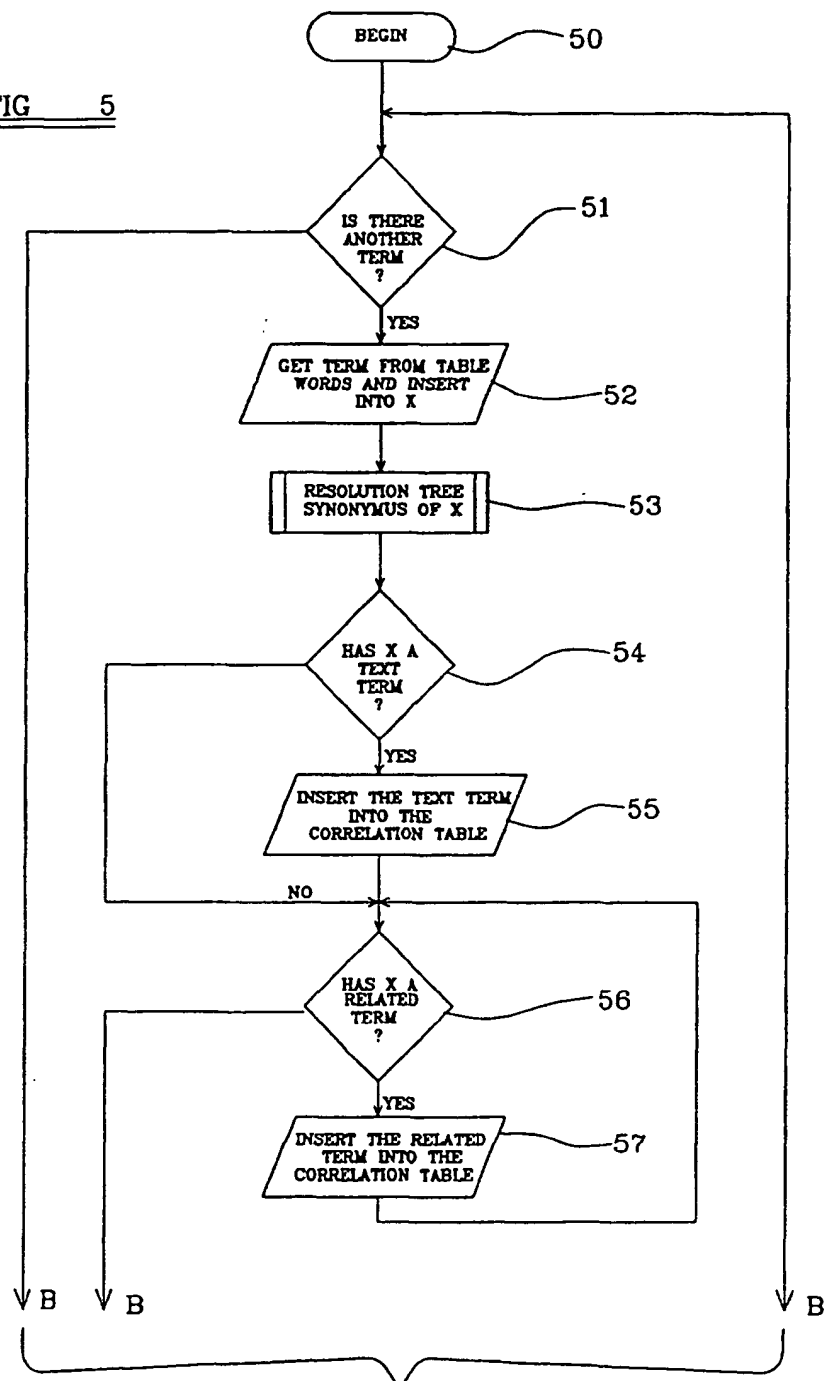 BEGIN
50
FIG 5
IS THERE
ANOTHER
TERM
?
51
YES
GET TERM FROM TABLE
WORDS AND INSERT
INTO X
52
RESOLUTION TREE
SYNONYMUS OF X
53
HAS X A
TEXT
TERM
?
54
YES
INSERT THE TEXT TERM
INTO THE
CORRELATION TABLE
55
NO
HAS X A
RELATED
TERM
?
56
YES
INSERT THE RELATED
TERM INTO THE
CORRELATION TABLE
57
B
B
B